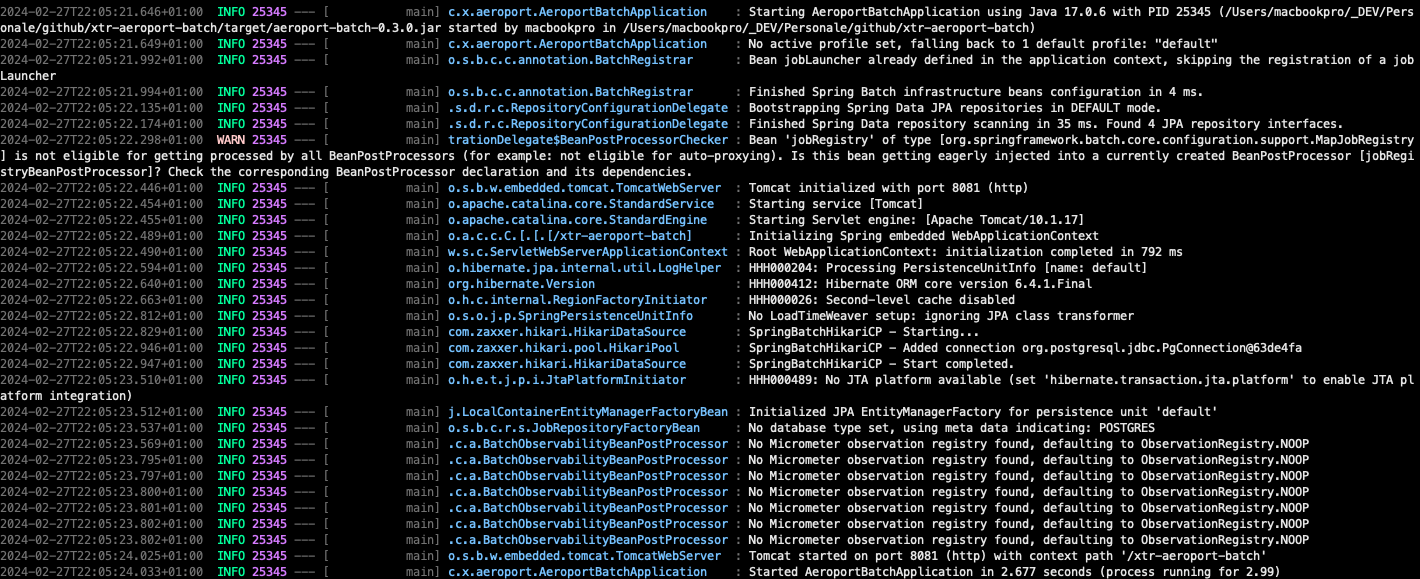 2024-02-27T22:05:21.646+01:00  INFO 25345 --- [           main] c.x.aeroport.AeroportBatchApplication    : Starting AeroportBatchApplication using Java 17.0.6 with PID 25345 (/Users/macbookpro/_DEV/Pers
onale/github/xtr-aeroport-batch/target/aeroport-batch-0.3.0.jar started by macbookpro in /Users/macbookpro/_DEV/Personale/github/xtr-aeroport-batch)
2024-02-27T22:05:21.649+01:00  INFO 25345 --- [           main] c.x.aeroport.AeroportBatchApplication    : No active profile set, falling back to 1 default profile: "default"
2024-02-27T22:05:21.992+01:00  INFO 25345 --- [           main] o.s.b.c.c.annotation.BatchRegistrar      : Bean jobLauncher already defined in the application context, skipping the registration of a job
Launcher
2024-02-27T22:05:21.994+01:00  INFO 25345 --- [           main] o.s.b.c.c.annotation.BatchRegistrar      : Finished Spring Batch infrastructure beans configuration in 4 ms.
2024-02-27T22:05:22.135+01:00  INFO 25345 --- [           main] .s.d.r.c.RepositoryConfigurationDelegate : Bootstrapping Spring Data JPA repositories in DEFAULT mode.
2024-02-27T22:05:22.174+01:00  INFO 25345 --- [           main] .s.d.r.c.RepositoryConfigurationDelegate : Finished Spring Data repository scanning in 35 ms. Found 4 JPA repository interfaces.
2024-02-27T22:05:22.298+01:00  WARN 25345 --- [           main] trationDelegate$BeanPostProcessorChecker : Bean 'jobRegistry' of type [org.springframework.batch.core.configuration.support.MapJobRegistry
] is not eligible for getting processed by all BeanPostProcessors (for example: not eligible for auto-proxying). Is this bean getting eagerly injected into a currently created BeanPostProcessor [jobRegi
stryBeanPostProcessor]? Check the corresponding BeanPostProcessor declaration and its dependencies.
2024-02-27T22:05:22.446+01:00  INFO 25345 --- [           main] o.s.b.w.embedded.tomcat.TomcatWebServer  : Tomcat initialized with port 8081 (http)
2024-02-27T22:05:22.454+01:00  INFO 25345 --- [           main] o.apache.catalina.core.StandardService   : Starting service [Tomcat]
2024-02-27T22:05:22.455+01:00  INFO 25345 --- [           main] o.apache.catalina.core.StandardEngine    : Starting Servlet engine: [Apache Tomcat/10.1.17]
2024-02-27T22:05:22.489+01:00  INFO 25345 --- [           main] o.a.c.c.C.[.[.[/xtr-aeroport-batch]      : Initializing Spring embedded WebApplicationContext
2024-02-27T22:05:22.490+01:00  INFO 25345 --- [           main] w.s.c.ServletWebServerApplicationContext : Root WebApplicationContext: initialization completed in 792 ms
2024-02-27T22:05:22.594+01:00  INFO 25345 --- [           main] o.hibernate.jpa.internal.util.LogHelper  : HHH000204: Processing PersistenceUnitInfo [name: default]
2024-02-27T22:05:22.640+01:00  INFO 25345 --- [           main] org.hibernate.Version                    : HHH000412: Hibernate ORM core version 6.4.1.Final
2024-02-27T22:05:22.663+01:00  INFO 25345 --- [           main] o.h.c.internal.RegionFactoryInitiator    : HHH000026: Second-level cache disabled
2024-02-27T22:05:22.812+01:00  INFO 25345 --- [           main] o.s.o.j.p.SpringPersistenceUnitInfo      : No LoadTimeWeaver setup: ignoring JPA class transformer
2024-02-27T22:05:22.829+01:00  INFO 25345 --- [           main] com.zaxxer.hikari.HikariDataSource       : SpringBatchHikariCP - Starting...
2024-02-27T22:05:22.946+01:00  INFO 25345 --- [           main] com.zaxxer.hikari.pool.HikariPool        : SpringBatchHikariCP - Added connection org.postgresql.jdbc.PgConnection@63de4fa
2024-02-27T22:05:22.947+01:00  INFO 25345 --- [           main] com.zaxxer.hikari.HikariDataSource       : SpringBatchHikariCP - Start completed.
2024-02-27T22:05:23.510+01:00  INFO 25345 --- [           main] o.h.e.t.j.p.i.JtaPlatformInitiator       : HHH000489: No JTA platform available (set 'hibernate.transaction.jta.platform' to enable JTA pl
atform integration)
2024-02-27T22:05:23.512+01:00  INFO 25345 --- [           main] j.LocalContainerEntityManagerFactoryBean : Initialized JPA EntityManagerFactory for persistence unit 'default'
2024-02-27T22:05:23.537+01:00  INFO 25345 --- [           main] o.s.b.c.r.s.JobRepositoryFactoryBean     : No database type set, using meta data indicating: POSTGRES
2024-02-27T22:05:23.569+01:00  INFO 25345 --- [           main] .c.a.BatchObservabilityBeanPostProcessor : No Micrometer observation registry found, defaulting to ObservationRegistry.NOOP
2024-02-27T22:05:23.795+01:00  INFO 25345 --- [           main] .c.a.BatchObservabilityBeanPostProcessor : No Micrometer observation registry found, defaulting to ObservationRegistry.NOOP
2024-02-27T22:05:23.797+01:00  INFO 25345 --- [           main] .c.a.BatchObservabilityBeanPostProcessor : No Micrometer observation registry found, defaulting to ObservationRegistry.NOOP
2024-02-27T22:05:23.800+01:00  INFO 25345 --- [           main] .c.a.BatchObservabilityBeanPostProcessor : No Micrometer observation registry found, defaulting to ObservationRegistry.NOOP
2024-02-27T22:05:23.801+01:00  INFO 25345 --- [           main] .c.a.BatchObservabilityBeanPostProcessor : No Micrometer observation registry found, defaulting to ObservationRegistry.NOOP
2024-02-27T22:05:23.802+01:00  INFO 25345 --- [           main] .c.a.BatchObservabilityBeanPostProcessor : No Micrometer observation registry found, defaulting to ObservationRegistry.NOOP
2024-02-27T22:05:23.802+01:00  INFO 25345 --- [           main] .c.a.BatchObservabilityBeanPostProcessor : No Micrometer observation registry found, defaulting to ObservationRegistry.NOOP
2024-02-27T22:05:24.025+01:00  INFO 25345 --- [           main] o.s.b.w.embedded.tomcat.TomcatWebServer  : Tomcat started on port 8081 (http) with context path '/xtr-aeroport-batch'
2024-02-27T22:05:24.033+01:00  INFO 25345 --- [           main] c.x.aeroport.AeroportBatchApplication    : Started AeroportBatchApplication in 2.677 seconds (process running for 2.99)